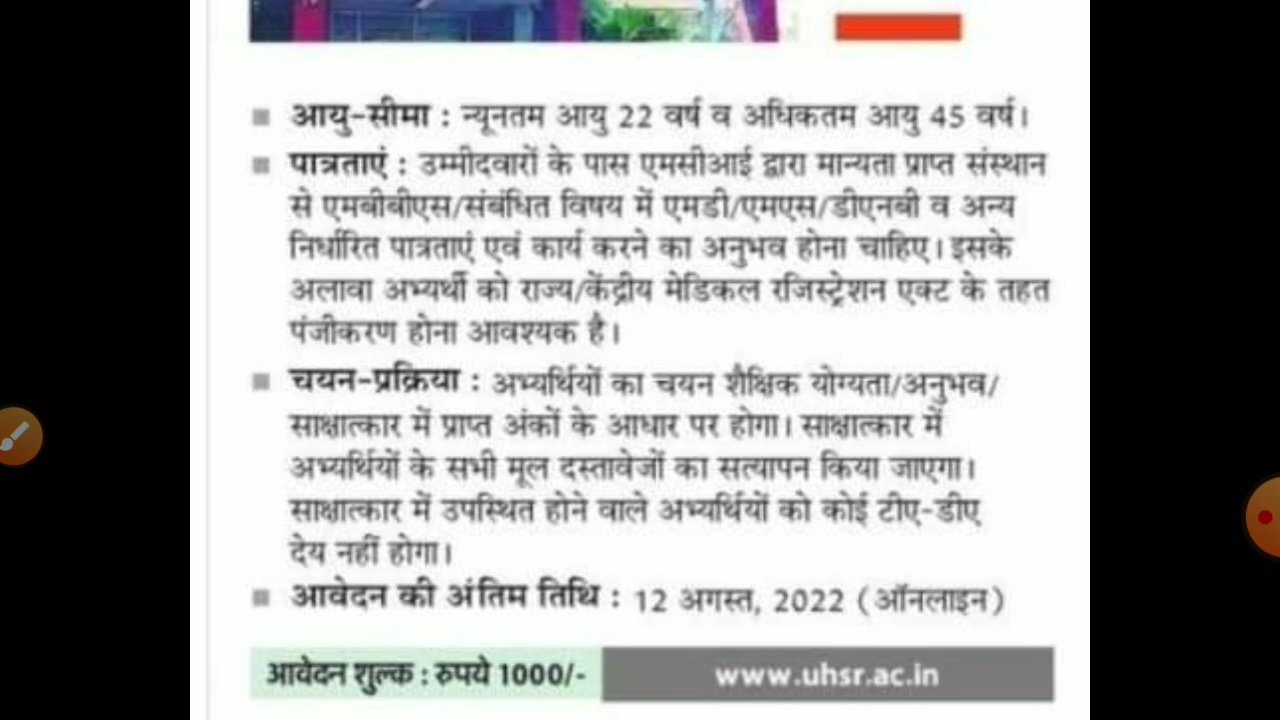 आयु-सीमा : न्यूनतम आयु 22 वर्ष व अधिकतम आयु 45 वर्ष।
पात्रताएं : उम्मीदवारों के पास एमसीआई द्वारा मान्यता प्राप्त संस्थान
से एमबीबीएस/संबंधित विषय में एमडी/एमएस/डीएनबी व अन्य
निर्धारित पात्रताएं एवं कार्य करने का अनुभव होना चाहिए। इसके
अलावा अभ्यर्थी को राज्य/केंद्रीय मेडिकल रजिस्ट्रेशन एक्ट के तहत
पंजीकरण होना आवश्यक है।
चयन-प्रक्रिया : अभ्यर्थियों का चयन शैक्षिक योग्यता/अनुभव/
साक्षात्कार में प्राप्त अंकों के आधार पर होगा। साक्षात्कार में
अभ्यर्थियों के सभी मूल दस्तावेजों का सत्यापन किया जाएगा।
साक्षात्कार में उपस्थित होने वाले अभ्यर्थियों को कोई टीए-डीए
देय नहीं होगा।
आवेदन की अंतिम तिथि : 12 अगस्त, 2022 (ऑनलाइन)
आवेदन शुल्क : रुपये 1000/- www.uhsr.ac.in